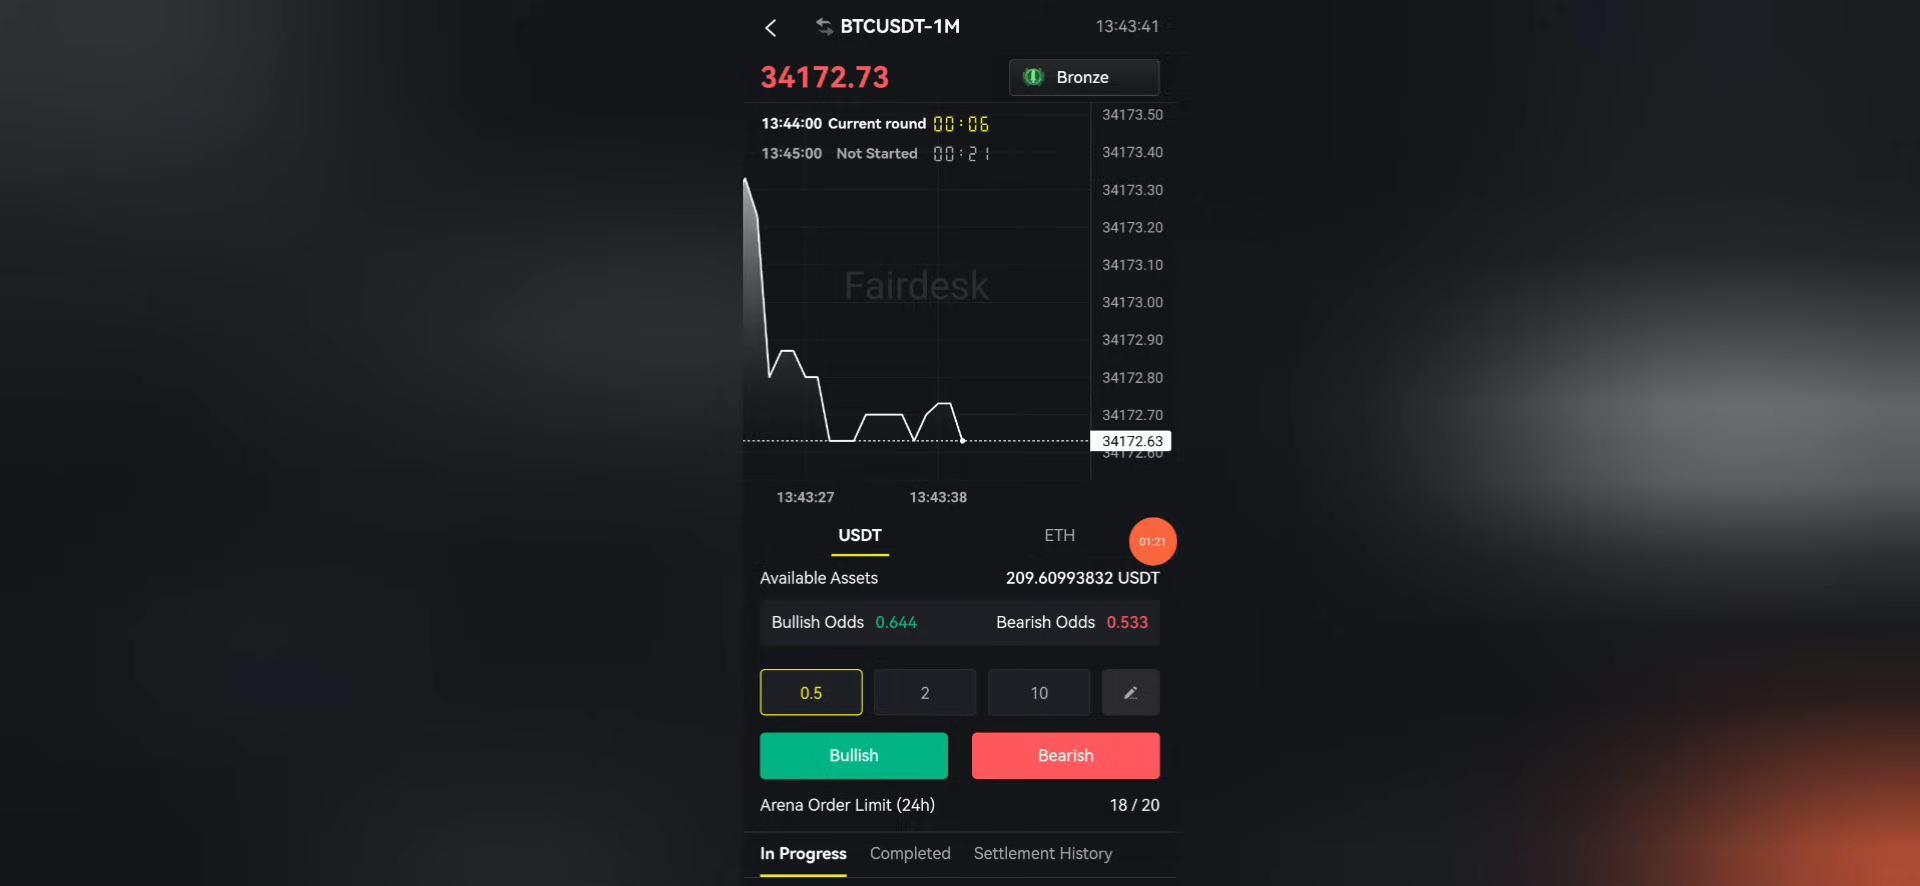 BTCUSDT-1M
13:43:41
34172.73
Bronze
13:44:00 Current round 00:06
13:45:00 Not Started 00:21
34173.50
34173.40
34173.30
34173.20
34173.10
34173.00
34172.90
34172.80
34172.70
34172.63
34172.60
Fairdesk
13:43:27 13:43:38
USDT ETH
01:21
Available Assets 209.60993832 USDT
Bullish Odds 0.644 Bearish Odds 0.533
0.5 2 10
Bullish Bearish
Arena Order Limit (24h) 18 / 20
In Progress Completed Settlement History